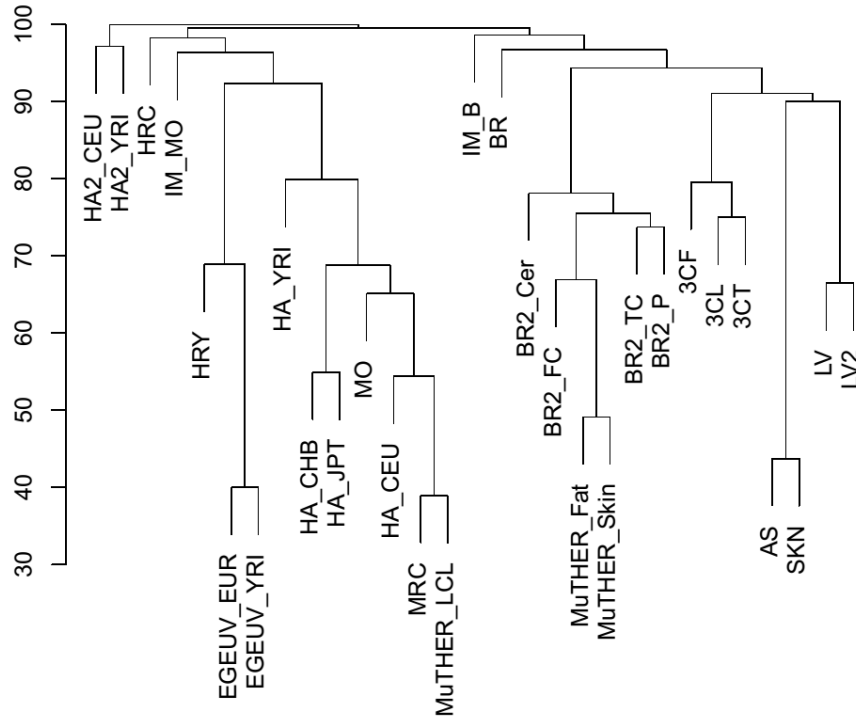 100
90
80
70
60
50
40
30
HA2_CEU
HA2_YRI
HRC
IM_MO
HRY
EGEUV_EUR
EGEUV_YRI
HA_YRI
HA_CHB
HA_JPT
MO
HA_CEU
MRC
MuTHER_LCL
IM_B
BR
BR2_Cer
BR2_FC
MuTHER_Fat
MuTHER_Skin
BR2_TC
BR2_P
3CF
3CL
3CT
AS
SKN
LV
LV2